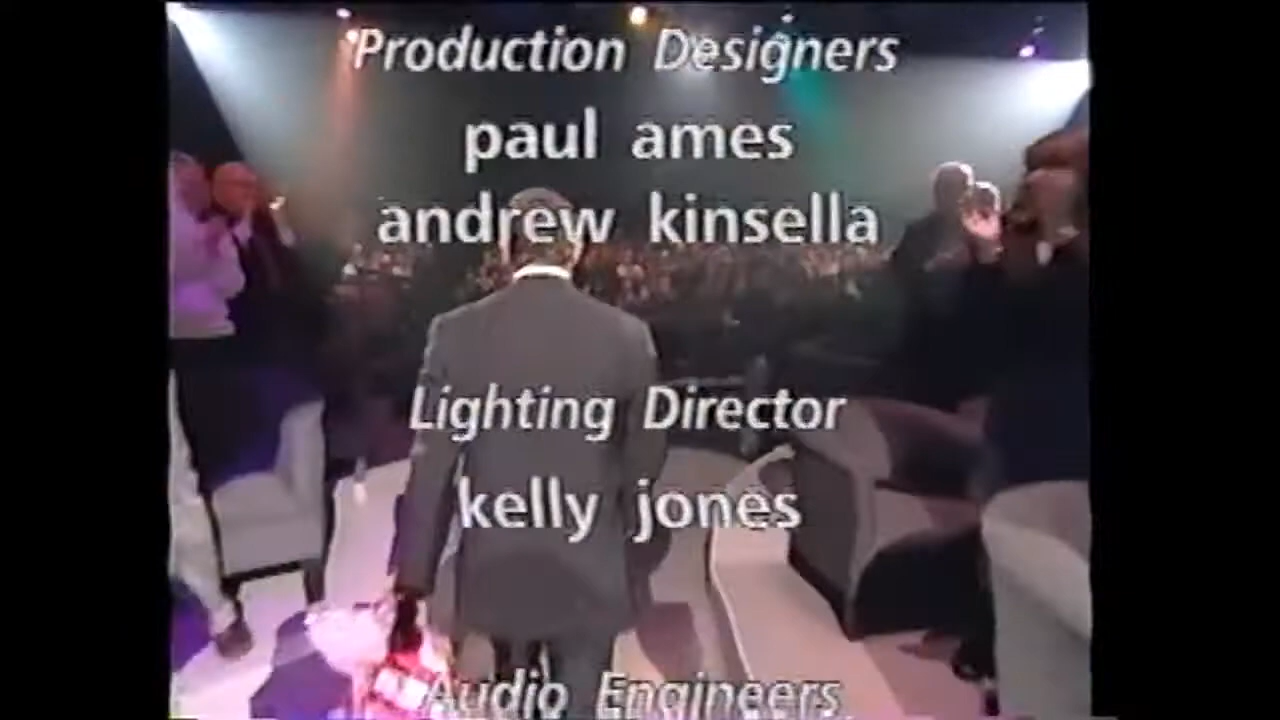 Production Designers
paul ames
andrew kinsella
Lighting Director
kelly jones
Audio Engineers